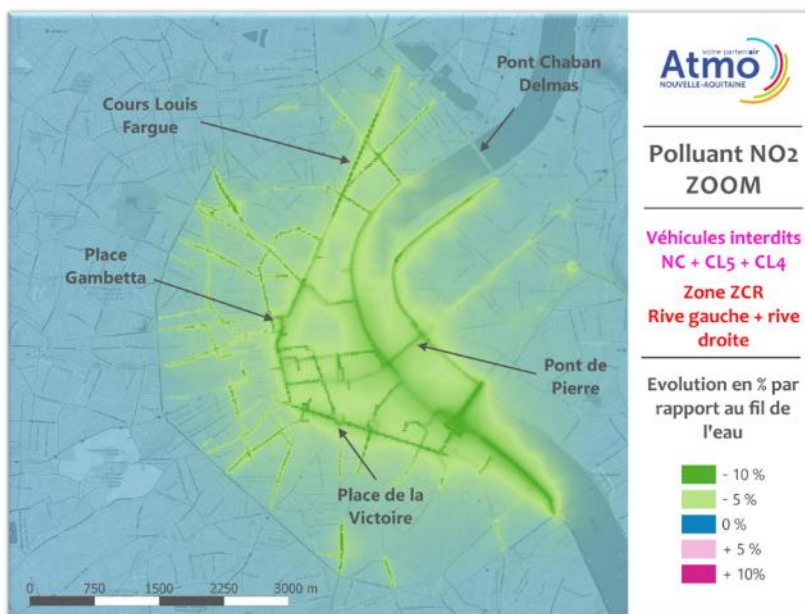 Pont Chaban
Delmas
Cours Louis
Fargue
Place
Gambetta
Pont de
Pierre
Place de la
Victoire
0 750 1500 2250 3000 m
votre parten'air
Atmo
NOUVELLE-AQUITAINE
Polluant NO2
ZOOM
Véhicules interdits
NC + CL5 + CL4
Zone ZCR
Rive gauche + rive
droite
Evolution en % par
rapport au fil de
l'eau
- 10 %
- 5 %
0 %
+ 5 %
+ 10%